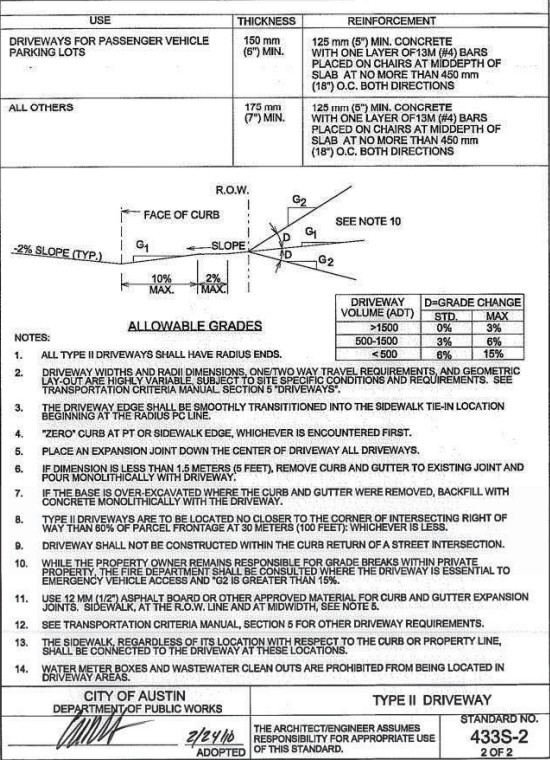 USE THICKNESS REINFORCEMENT
DRIVEWAYS FOR PASSENGER VEHICLE
PARKING LOTS
150 mm
(6") MIN.
125 mm (5") MIN. CONCRETE
WITH ONE LAYER OF13M (#4) BARS
PLACED ON CHAIRS AT MIDDEPTH OF
SLAB AT NO MORE THAN 450 mm
(18") O.C. BOTH DIRECTIONS
ALL OTHERS
175 mm
(7") MIN.
125 mm (5") MIN. CONCRETE
WITH ONE LAYER OF13M (#4) BARS
PLACED ON CHAIRS AT MIDDEPTH OF
SLAB AT NO MORE THAN 450 mm
(18") O.C. BOTH DIRECTIONS
R.O.W.
FACE OF CURB
G2
SEE NOTE 10
-2% SLOPE (TYP.)
G1
SLOPE
D
G1
D
G2
10%
MAX.
2%
MAX.
ALLOWABLE GRADES
DRIVEWAY
VOLUME (ADT)
D=GRADE CHANGE
STD. MAX
>1500 0% 3%
500-1500 3% 6%
<500 6% 15%
NOTES:
1. ALL TYPE II DRIVEWAYS SHALL HAVE RADIUS ENDS.
2. DRIVEWAY WIDTHS AND RADII DIMENSIONS, ONE/TWO WAY TRAVEL REQUIREMENTS, AND GEOMETRIC
LAY-OUT ARE HIGHLY VARIABLE, SUBJECT TO SITE SPECIFIC CONDITIONS AND REQUIREMENTS. SEE
TRANSPORTATION CRITERIA MANUAL. SECTION 5 "DRIVEWAYS".
3. THE DRIVEWAY EDGE SHALL BE SMOOTHLY TRANSITITIONED INTO THE SIDEWALK TIE-IN LOCATION
BEGINNING AT THE RADIUS PC LINE.
4. "ZERO" CURB AT PT OR SIDEWALK EDGE, WHICHEVER IS ENCOUNTERED FIRST.
5. PLACE AN EXPANSION JOINT DOWN THE CENTER OF DRIVEWAY ALL DRIVEWAYS.
6. IF DIMENSION IS LESS THAN 1.5 METERS (5 FEET), REMOVE CURB AND GUTTER TO EXISTING JOINT AND
POUR MONOLITHICALLY WITH DRIVEWAY.
7. IF THE BASE IS OVER-EXCAVATED WHERE THE CURB AND GUTTER WERE REMOVED, BACKFILL WITH
CONCRETE MONOLITHICALLY WITH THE DRIVEWAY.
8. TYPE II DRIVEWAYS ARE TO BE LOCATED NO CLOSER TO THE CORNER OF INTERSECTING RIGHT OF
WAY THAN 60% OF PARCEL FRONTAGE AT 30 METERS (100 FEET): WHICHEVER IS LESS.
9. DRIVEWAY SHALL NOT BE CONSTRUCTED WITHIN THE CURB RETURN OF A STREET INTERSECTION.
10. WHILE THE PROPERTY OWNER REMAINS RESPONSIBLE FOR GRADE BREAKS WITHIN PRIVATE
PROPERTY, THE FIRE DEPARTMENT SHALL BE CONSULTED WHERE THE DRIVEWAY IS ESSENTIAL TO
EMERGENCY VEHICLE ACCESS AND "G2 IS GREATER THAN 15%.
11. USE 12 MM (1/2") ASPHALT BOARD OR OTHER APPROVED MATERIAL FOR CURB AND GUTTER EXPANSION
JOINTS. SIDEWALK, AT THE R.O.W. LINE AND AT MIDWIDTH, SEE NOTE 5.
12. SEE TRANSPORTATION CRITERIA MANUAL, SECTION 5 FOR OTHER DRIVEWAY REQUIREMENTS.
13. THE SIDEWALK, REGARDLESS OF ITS LOCATION WITH RESPECT TO THE CURB OR PROPERTY LINE,
SHALL BE CONNECTED TO THE DRIVEWAY AT THESE LOCATIONS.
14. WATER METER BOXES AND WASTEWATER CLEAN OUTS ARE PROHIBITED FROM BEING LOCATED IN
DRIVEWAY AREAS.
CITY OF AUSTIN
DEPARTMENT OF PUBLIC WORKS
2/24/10
ADOPTED
TYPE II DRIVEWAY
THE ARCHITECT/ENGINEER ASSUMES
RESPONSIBILITY FOR APPROPRIATE USE
OF THIS STANDARD.
STANDARD NO.
433S-2
2 OF 2